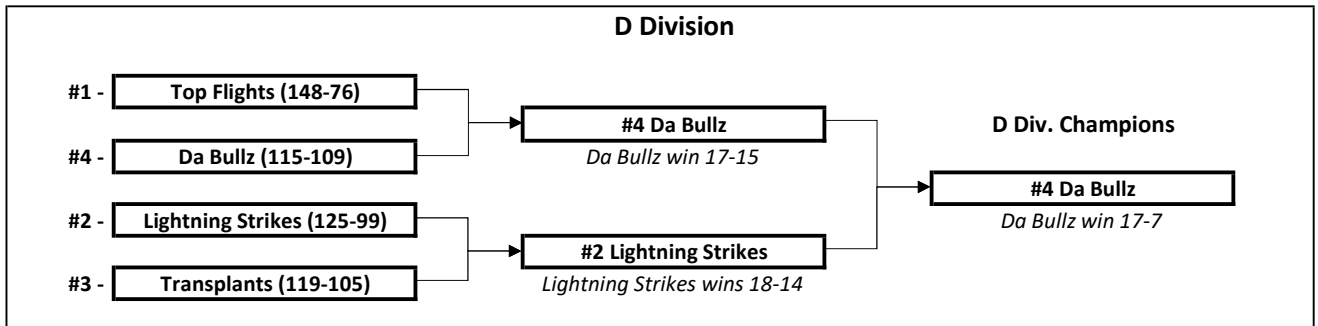 D Division
#1 - Top Flights (148-76)
#4 - Da Bullz (115-109)
#2 - Lightning Strikes (125-99)
#3 - Transplants (119-105)
#4 Da Bullz
Da Bullz win 17-15
#2 Lightning Strikes
Lightning Strikes wins 18-14
D Div. Champions
#4 Da Bullz
Da Bullz win 17-7